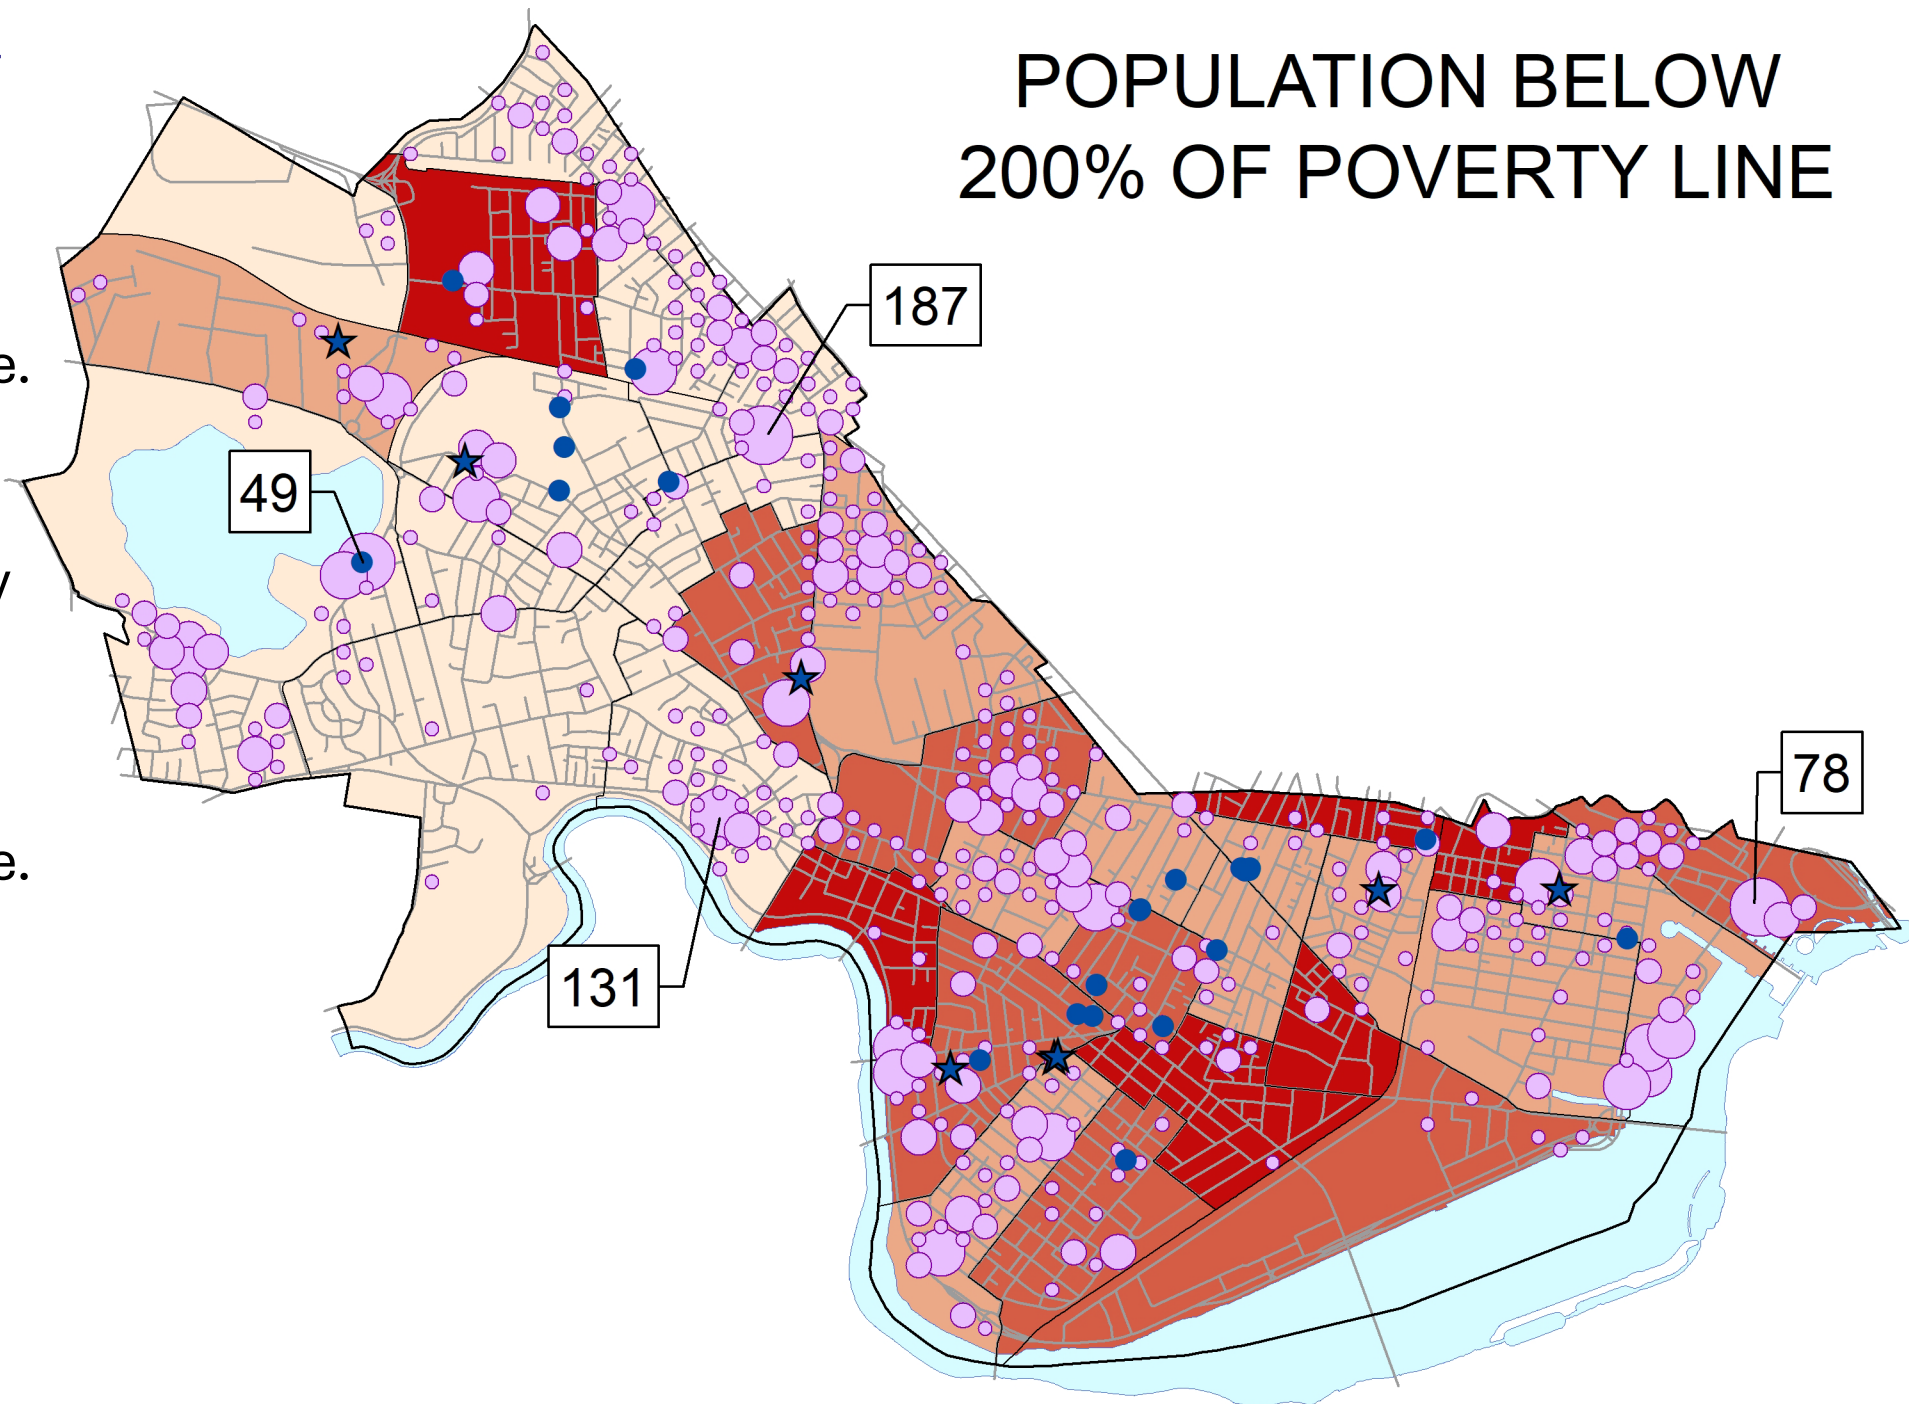 POPULATION BELOW
200% OF POVERTY LINE
187
e.
49
y
78
e.
131